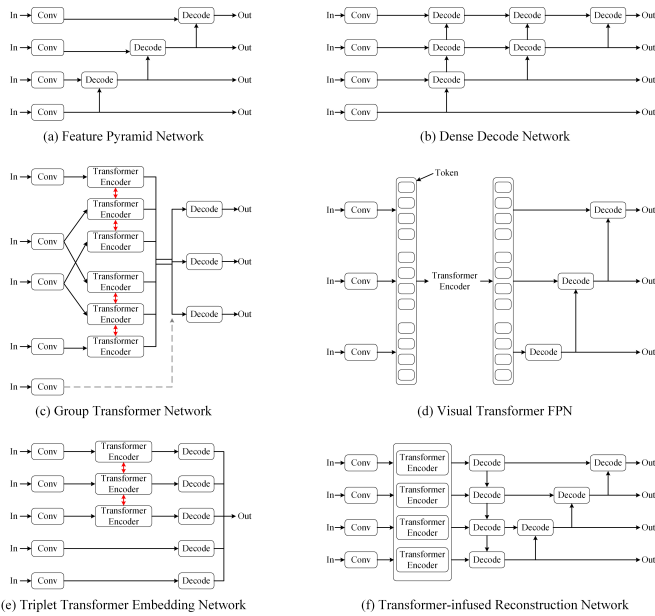 In Conv Decode Out
In Conv Decode Out
In Conv Decode Out
In Conv Out
(a) Feature Pyramid Network
In Conv Decode Decode Decode Out
In Conv Decode Decode Out
In Conv Decode Out
In Conv Out
(b) Dense Decode Network
In Conv Transformer
Encoder
Transformer
Encoder
Decode Out
In Conv Transformer
Encoder
Decode Out
In Conv Transformer
Encoder
Transformer
Encoder
Decode Out
In Conv Transformer
Encoder
In Conv
(c) Group Transformer Network
Token
In Conv Decode Out
In Conv Transformer
Encoder
Decode Out
In Conv Decode Out
(d) Visual Transformer FPN
In Conv Transformer
Encoder
Decode
In Conv Transformer
Encoder
Decode
In Conv Transformer
Encoder
Decode Out
In Conv Decode
In Conv Decode
(e) Triplet Transformer Embedding Network
In Conv Transformer
Encoder
Decode Decode Out
In Conv Transformer
Encoder
Decode Decode Out
In Conv Transformer
Encoder
Decode Decode Out
In Conv Transformer
Encoder
Decode Out
(f) Transformer-infused Reconstruction Network